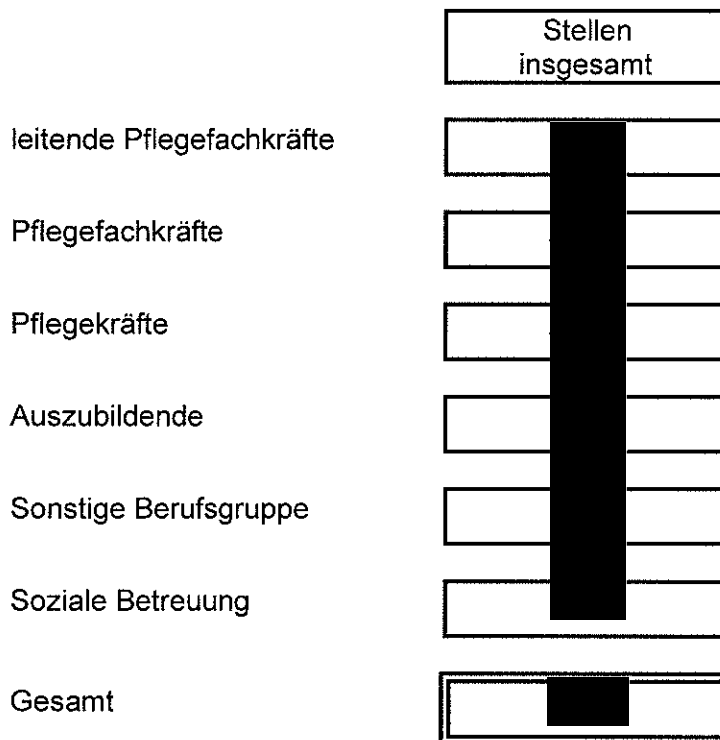 Stellen
insgesamt
leitende Pflegefachkräfte
Pflegefachkräfte
Pflegekräfte
Auszubildende
Sonstige Berufsgruppe
Soziale Betreuung
Gesamt